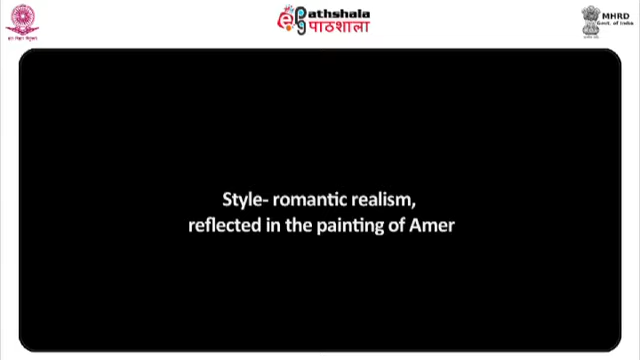 Pathshala
पाठशाला
MHRD
Govt. of India
Style- romantic realism,
reflected in the painting of Amer